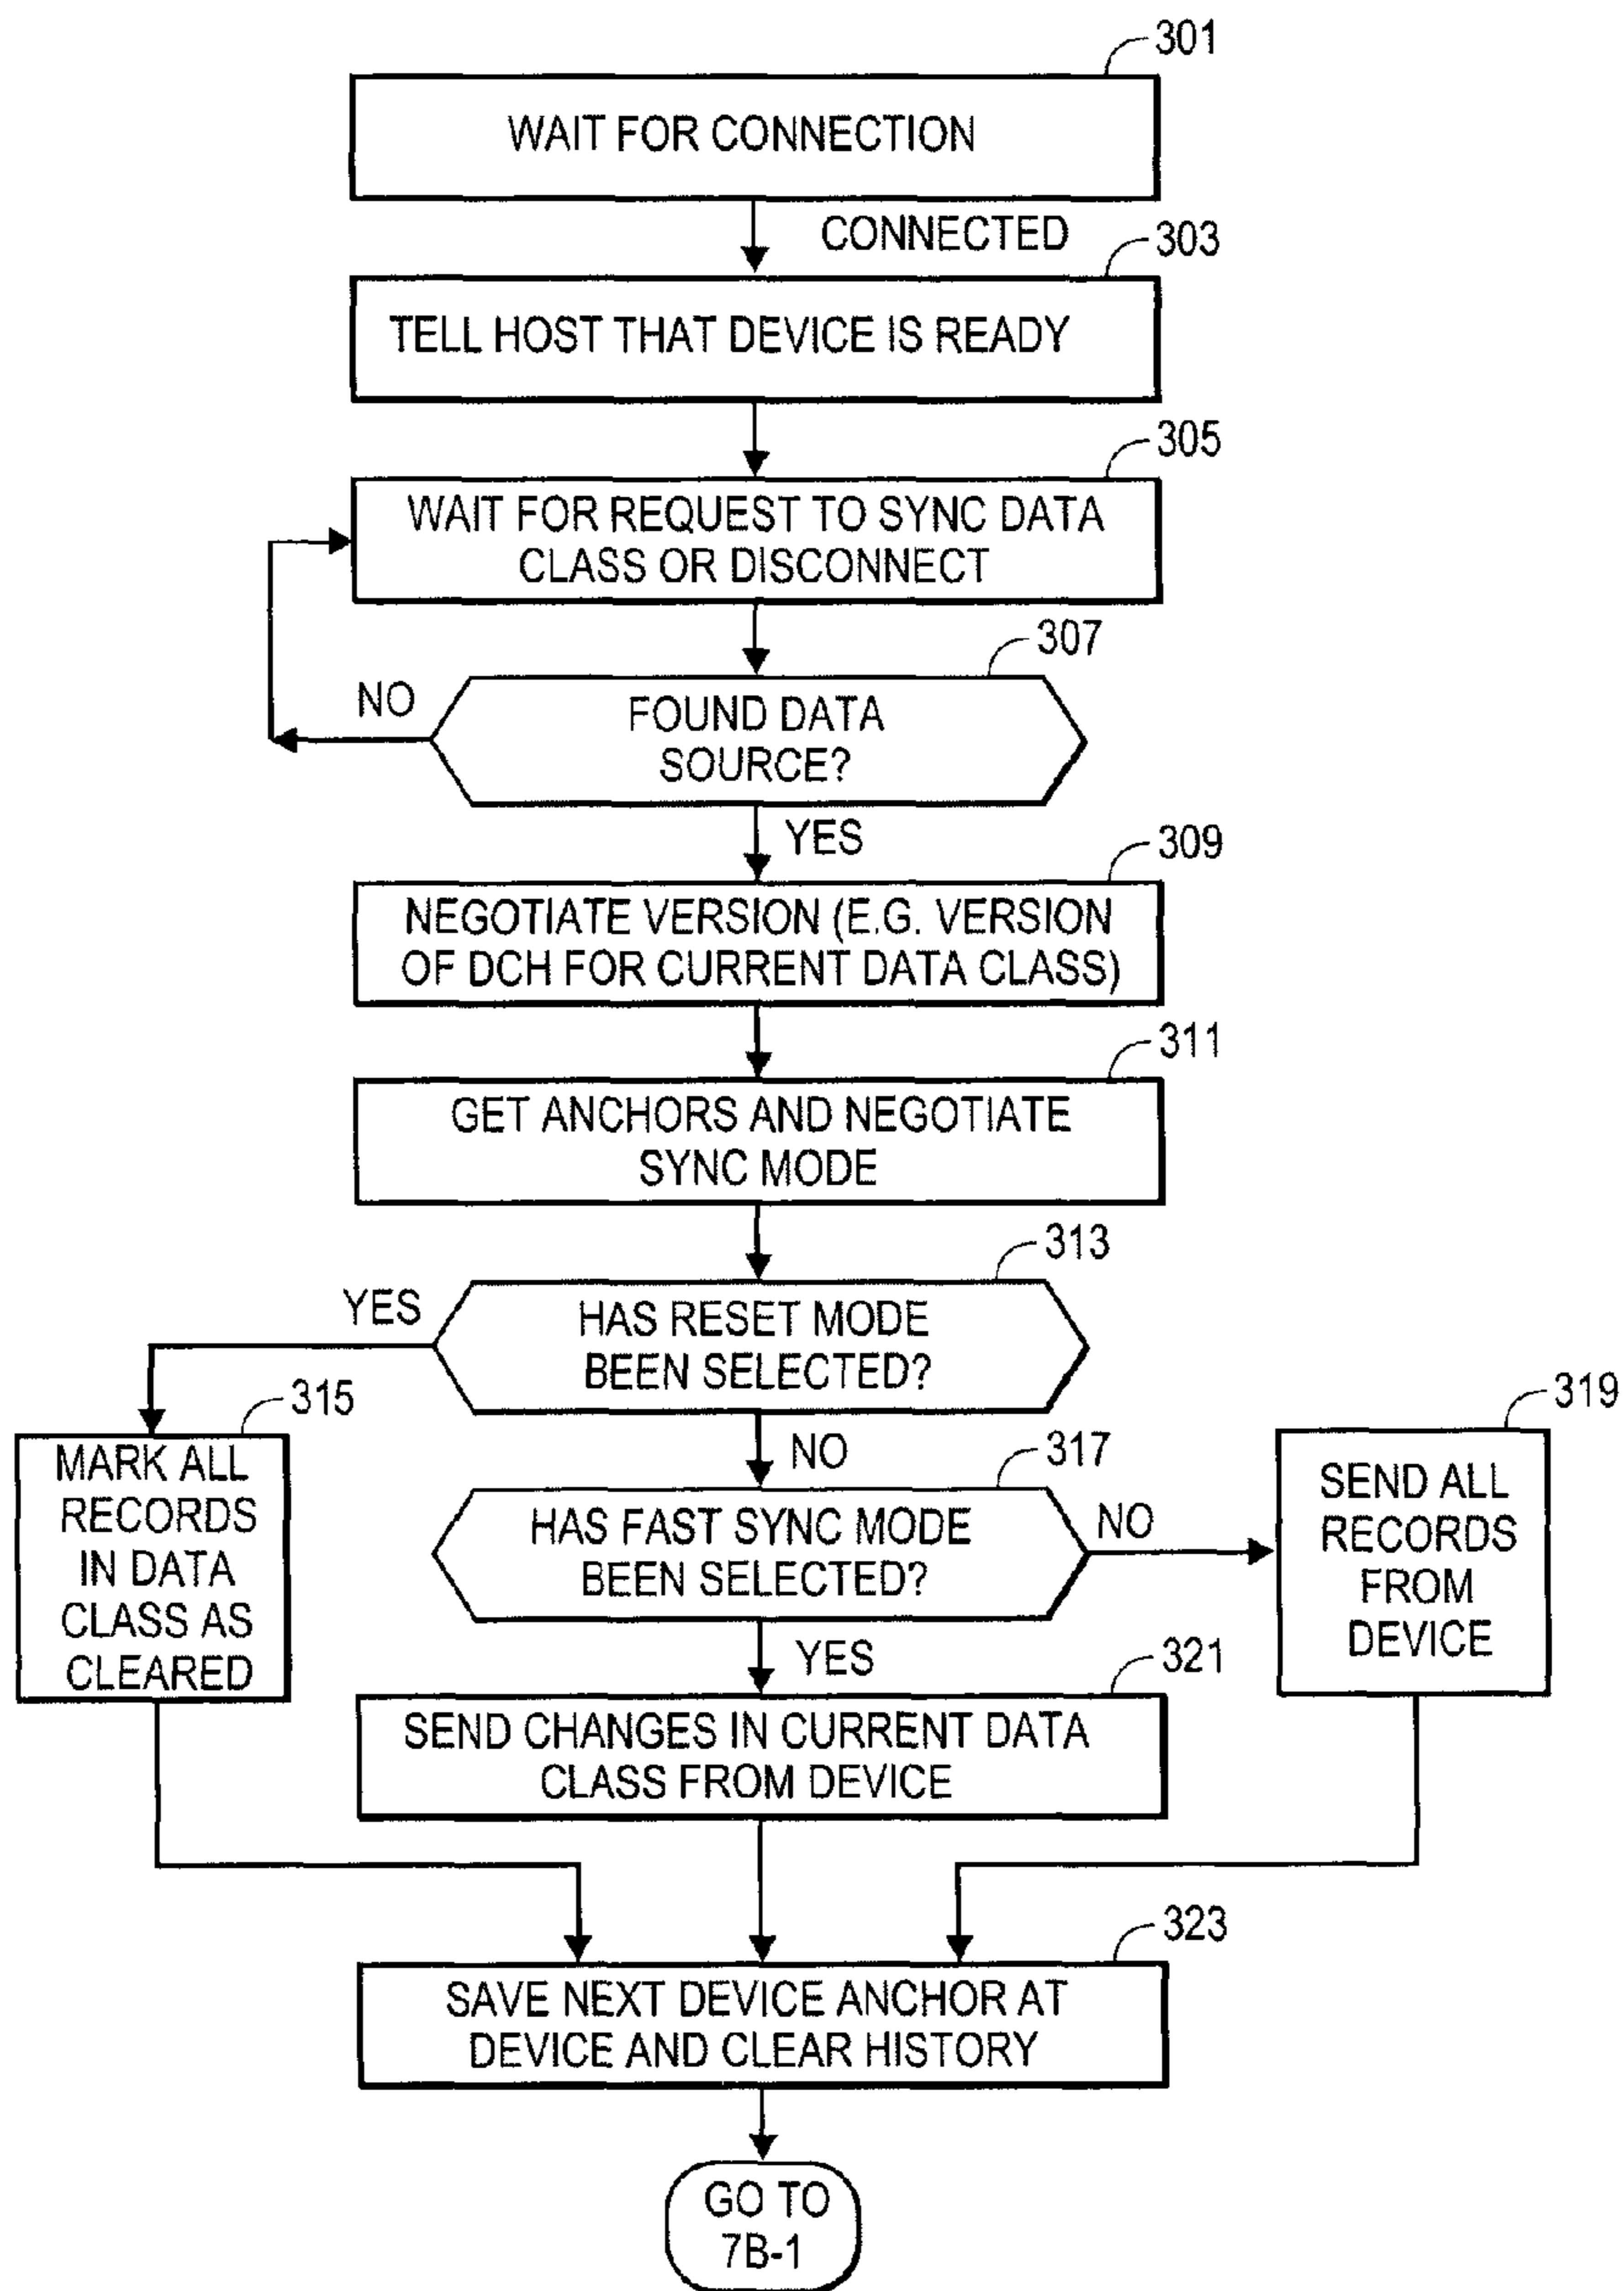 301
WAIT FOR CONNECTION
CONNECTED
303
TELL HOST THAT DEVICE IS READY
305
WAIT FOR REQUEST TO SYNC DATA
CLASS OR DISCONNECT
307
NO
FOUND DATA
SOURCE?
YES
309
NEGOTIATE VERSION (E.G. VERSION
OF DCH FOR CURRENT DATA CLASS)
311
GET ANCHORS AND NEGOTIATE
SYNC MODE
313
YES
HAS RESET MODE
BEEN SELECTED?
315
MARK ALL
RECORDS
IN DATA
CLASS AS
CLEARED
NO
317
HAS FAST SYNC MODE
BEEN SELECTED?
NO
319
SEND ALL
RECORDS
FROM
DEVICE
YES
321
SEND CHANGES IN CURRENT DATA
CLASS FROM DEVICE
323
SAVE NEXT DEVICE ANCHOR AT
DEVICE AND CLEAR HISTORY
GO TO
7B-1